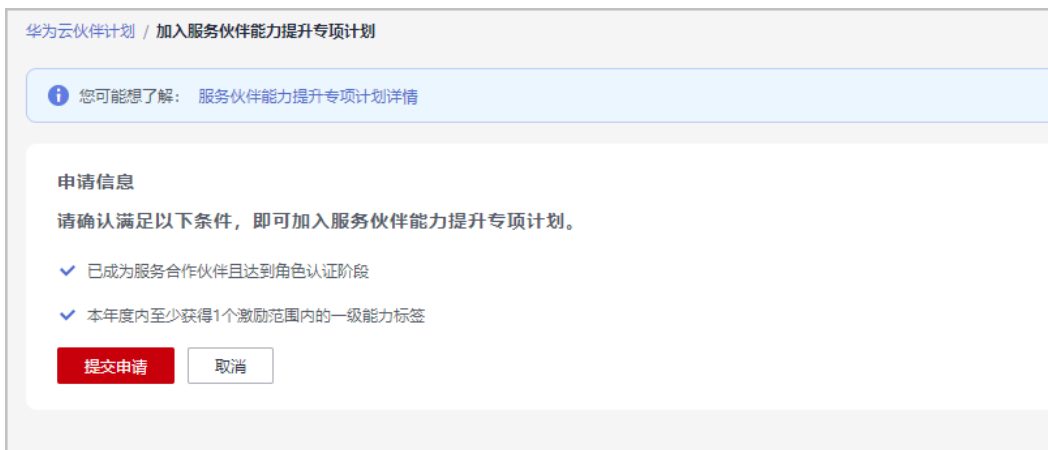 华为云伙伴计划 / 加入服务伙伴能力提升专项计划
您可能想了解： 服务伙伴能力提升专项计划详情
申请信息
请确认满足以下条件，即可加入服务伙伴能力提升专项计划。
已成为服务合作伙伴且达到角色认证阶段
本年度内至少获得1个激励范围内的一级能力标签
提交申请 取消